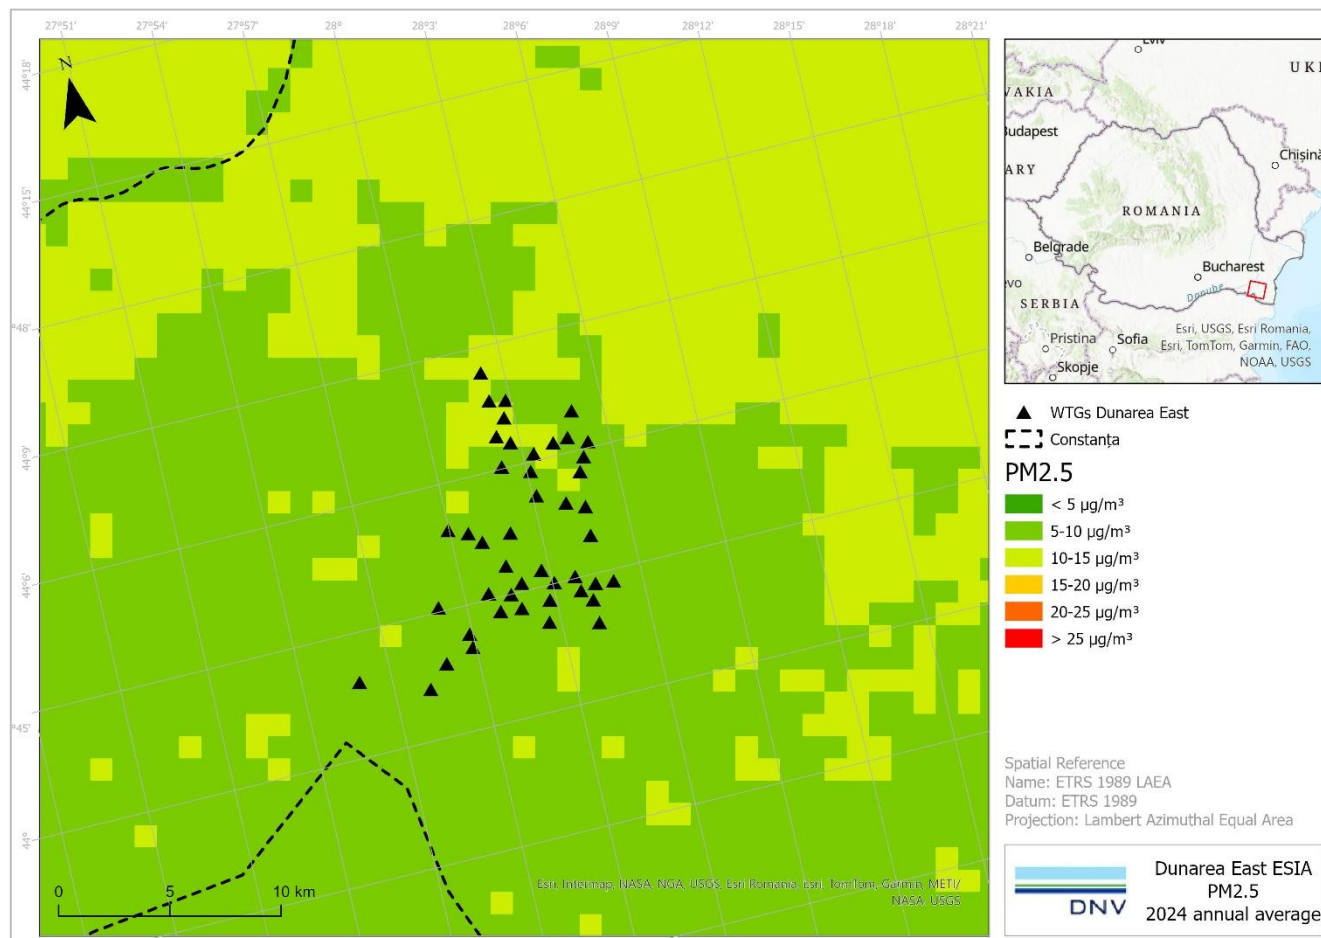 27°51'
27°54'
27°57'
28°
28°3'
28°6'
28°9'
28°12'
28°15'
28°18'
28°21'
44°18'
44°15'
°48'
44°9'
44°6'
°45'
44°
N
0
5
10 km
Esri, Intermap, NASA, NGA, USGS, Esri Romania, Esri, TomTom, Garmin, METI/
NASA, USGS
Lviv
UKI
VAKIA
Budapest
Chișină
ARY
ROMANIA
Belgrade
Bucharest
evo
Danube
SERBIA
Esri, USGS, Esri Romania,
Pristina
Sofia
Esri, TomTom, Garmin, FAO,
NOAA, USGS
Skopje
WTGs Dunarea East
Constanța
PM2.5
< 5 µg/m³
5-10 µg/m³
10-15 µg/m³
15-20 µg/m³
20-25 µg/m³
> 25 µg/m³
Spatial Reference
Name: ETRS 1989 LAEA
Datum: ETRS 1989
Projection: Lambert Azimuthal Equal Area
DNV
Dunarea East ESIA
PM2.5
2024 annual average